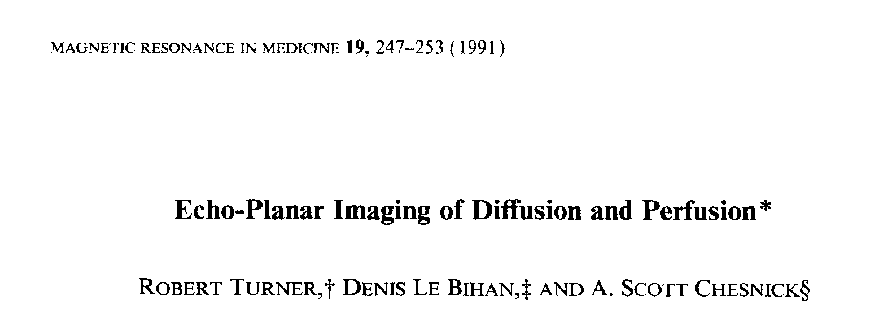 MAGNETIC RESONANCE IN MEDICINE 19, 247–253 (1991)
Echo-Planar Imaging of Diffusion and Perfusion*
ROBERT TURNER,† DENIS LE BIHAN,‡ AND A. SCOTT CHESNICK§